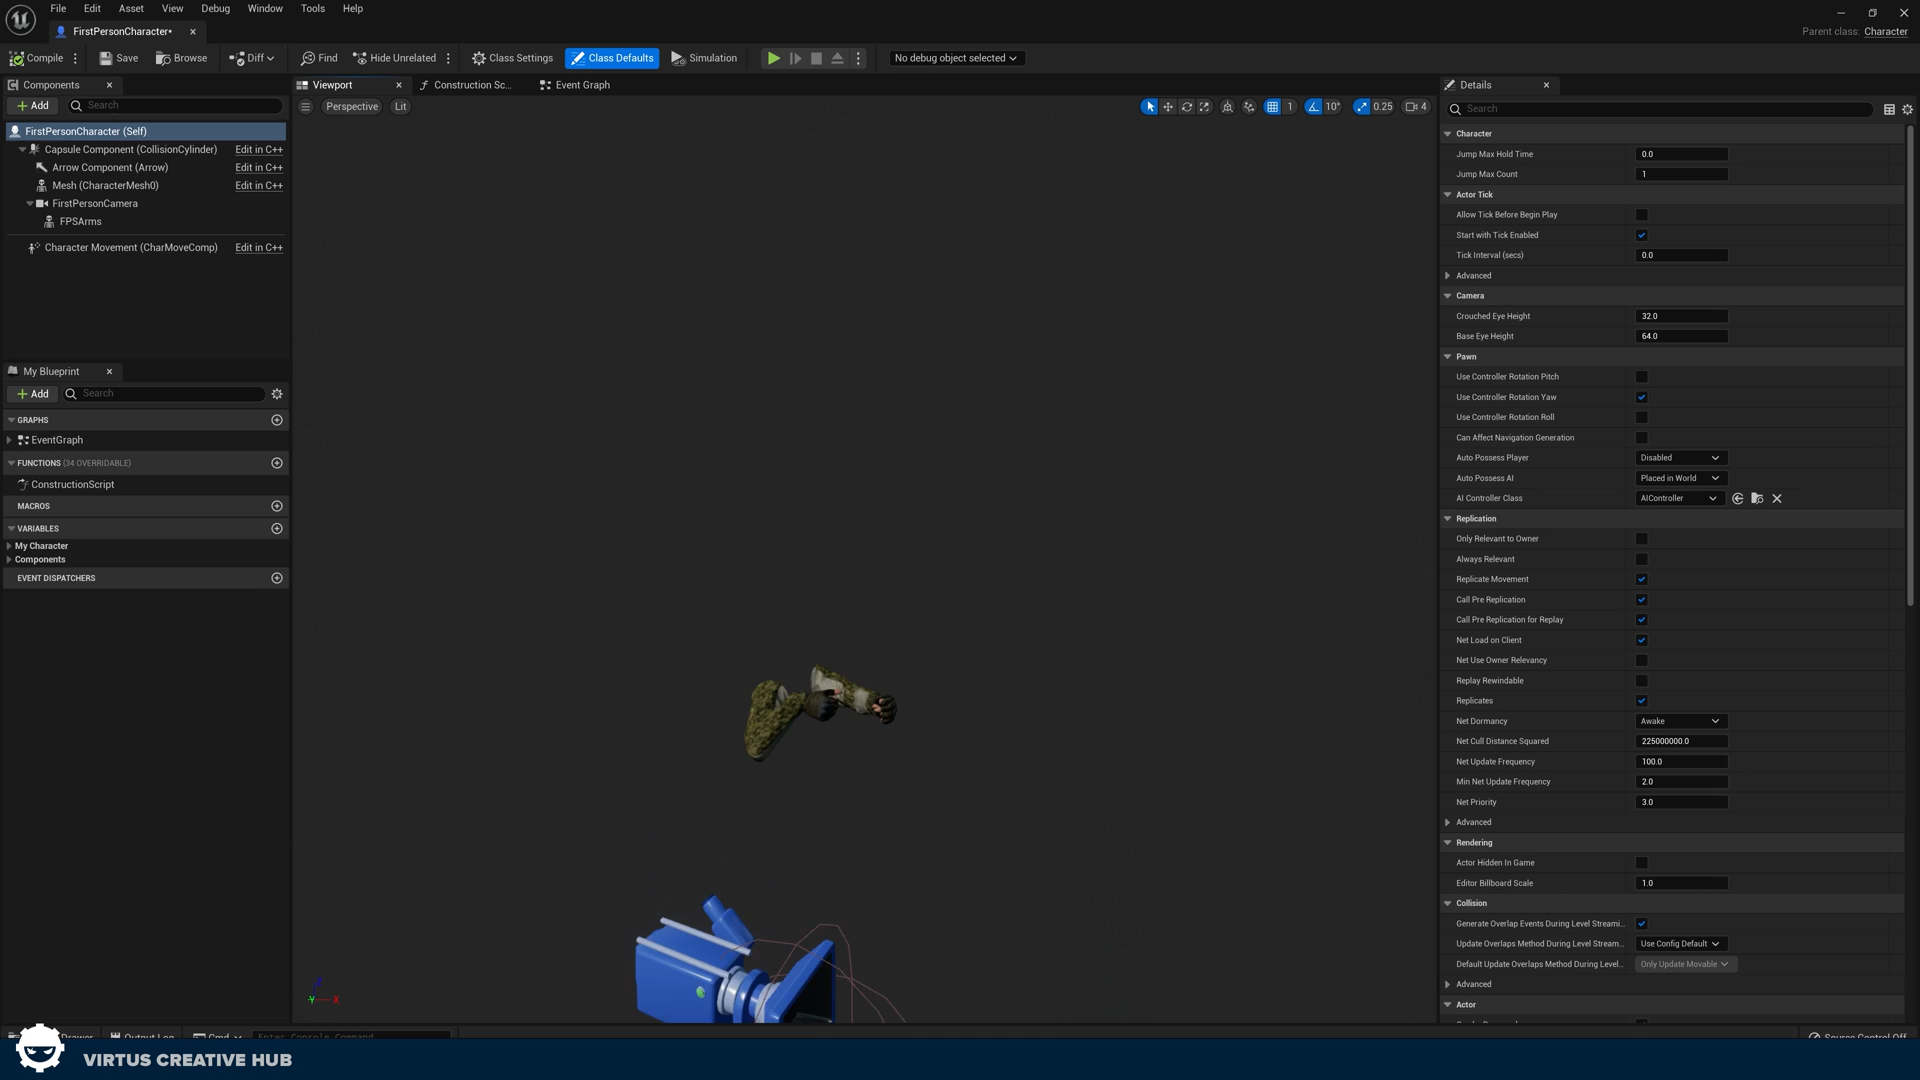 File Edit Asset View Debug Window Tools Help
FirstPersonCharacter•
Parent class: Character
Compile Save Browse Diff Find Hide Unrelated Class Settings Class Defaults Simulation No debug object selected
Components
Add Search
FirstPersonCharacter (Self)
Capsule Component (CollisionCylinder) Edit in C++
Arrow Component (Arrow) Edit in C++
Mesh (CharacterMesh0) Edit in C++
FirstPersonCamera
FPSArms
Character Movement (CharMoveComp) Edit in C++
My Blueprint
Add Search
GRAPHS
EventGraph
FUNCTIONS (34 OVERRIDABLE)
ConstructionScript
MACROS
VARIABLES
My Character
Components
EVENT DISPATCHERS
Viewport Construction Sc... Event Graph
Perspective Lit 1 10° 0.25 4
Z
Y X
Details
Search
Character
Jump Max Hold Time 0.0
Jump Max Count 1
Actor Tick
Allow Tick Before Begin Play
Start with Tick Enabled
Tick Interval (secs) 0.0
Advanced
Camera
Crouched Eye Height 32.0
Base Eye Height 64.0
Pawn
Use Controller Rotation Pitch
Use Controller Rotation Yaw
Use Controller Rotation Roll
Can Affect Navigation Generation
Auto Possess Player Disabled
Auto Possess AI Placed in World
AI Controller Class AIController
Replication
Only Relevant to Owner
Always Relevant
Replicate Movement
Call Pre Replication
Call Pre Replication for Replay
Net Load on Client
Net Use Owner Relevancy
Replay Rewindable
Replicates
Net Dormancy Awake
Net Cull Distance Squared 225000000.0
Net Update Frequency 100.0
Min Net Update Frequency 2.0
Net Priority 3.0
Advanced
Rendering
Actor Hidden In Game
Editor Billboard Scale 1.0
Collision
Generate Overlap Events During Level Streami...
Update Overlaps Method During Level Stream... Use Config Default
Default Update Overlaps Method During Level... Only Update Movable
Advanced
Actor
Drawer Output Log Cmd Enter Console Command
Source Control Off
VIRTUS CREATIVE HUB